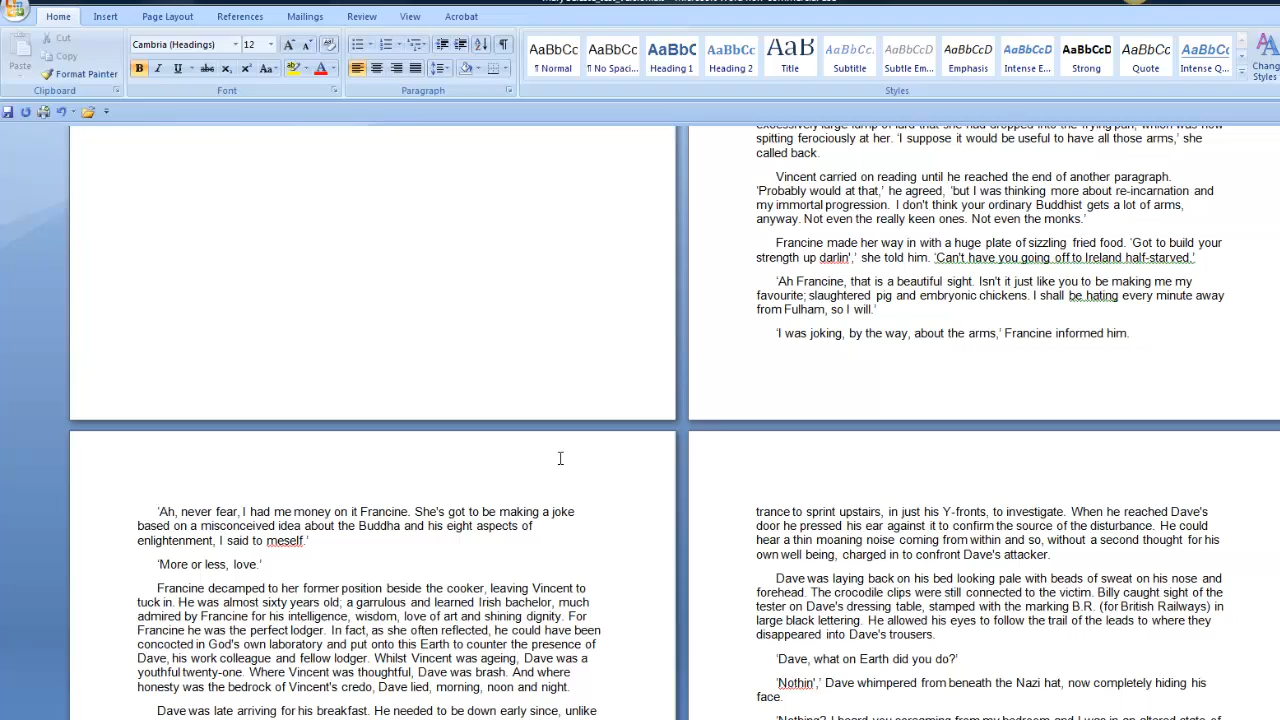 Home Insert Page Layout References Mailings Review View Acrobat
Paste
Cut
Copy
Format Painter
Clipboard
Cambria (Headings) 12
Font
Paragraph
AaBbCc AaBbCc AaBbC AaBbCc AaB AaBbCc. AaBbCcD AaBbCcD AaBbCcD AaBbCcD AaBbCc AaBbCcD
¶ Normal ¶ No Spaci... Heading 1 Heading 2 Title Subtitle Subtle Em... Emphasis Intense E... Strong Quote Intense Q...
Change
Styles
Styles
spitting ferociously at her. 'I suppose it would be useful to have all those arms,' she
called back.
Vincent carried on reading until he reached the end of another paragraph.
'Probably would at that,' he agreed, 'but I was thinking more about re-incarnation and
my immortal progression. I don't think your ordinary Buddhist gets a lot of arms,
anyway. Not even the really keen ones. Not even the monks.'
Francine made her way in with a huge plate of sizzling fried food. 'Got to build your
strength up darlin',' she told him. 'Can't have you going off to Ireland half-starved.'
'Ah Francine, that is a beautiful sight. Isn't it just like you to be making me my
favourite; slaughtered pig and embryonic chickens. I shall be hating every minute away
from Fulham, so I will.'
'I was joking, by the way, about the arms,' Francine informed him.
'Ah, never fear, I had me money on it Francine. She's got to be making a joke
based on a misconceived idea about the Buddha and his eight aspects of
enlightenment, I said to meself.'
'More or less, love.'
Francine decamped to her former position beside the cooker, leaving Vincent to
tuck in. He was almost sixty years old; a garrulous and learned Irish bachelor, much
admired by Francine for his intelligence, wisdom, love of art and shining dignity. For
Francine he was the perfect lodger. In fact, as she often reflected, he could have been
concocted in God's own laboratory and put onto this Earth to counter the presence of
Dave, his work colleague and fellow lodger. Whilst Vincent was ageing, Dave was a
youthful twenty-one. Where Vincent was thoughtful, Dave was brash. And where
honesty was the bedrock of Vincent's credo, Dave lied, morning, noon and night.
Dave was late arriving for his breakfast. He needed to be down early since, unlike
trance to sprint upstairs, in just his Y-fronts, to investigate. When he reached Dave's
door he pressed his ear against it to confirm the source of the disturbance. He could
hear a thin moaning noise coming from within and so, without a second thought for his
own well being, charged in to confront Dave's attacker.
Dave was laying back on his bed looking pale with beads of sweat on his nose and
forehead. The crocodile clips were still connected to the victim. Billy caught sight of the
tester on Dave's dressing table, stamped with the marking B.R. (for British Railways) in
large black lettering. He allowed his eyes to follow the trail of the leads to where they
disappeared into Dave's trousers.
'Dave, what on Earth did you do?'
'Nothin',' Dave whimpered from beneath the Nazi hat, now completely hiding his
face.
'Nothing? I heard you screaming from my bedroom and I was in an altered state of